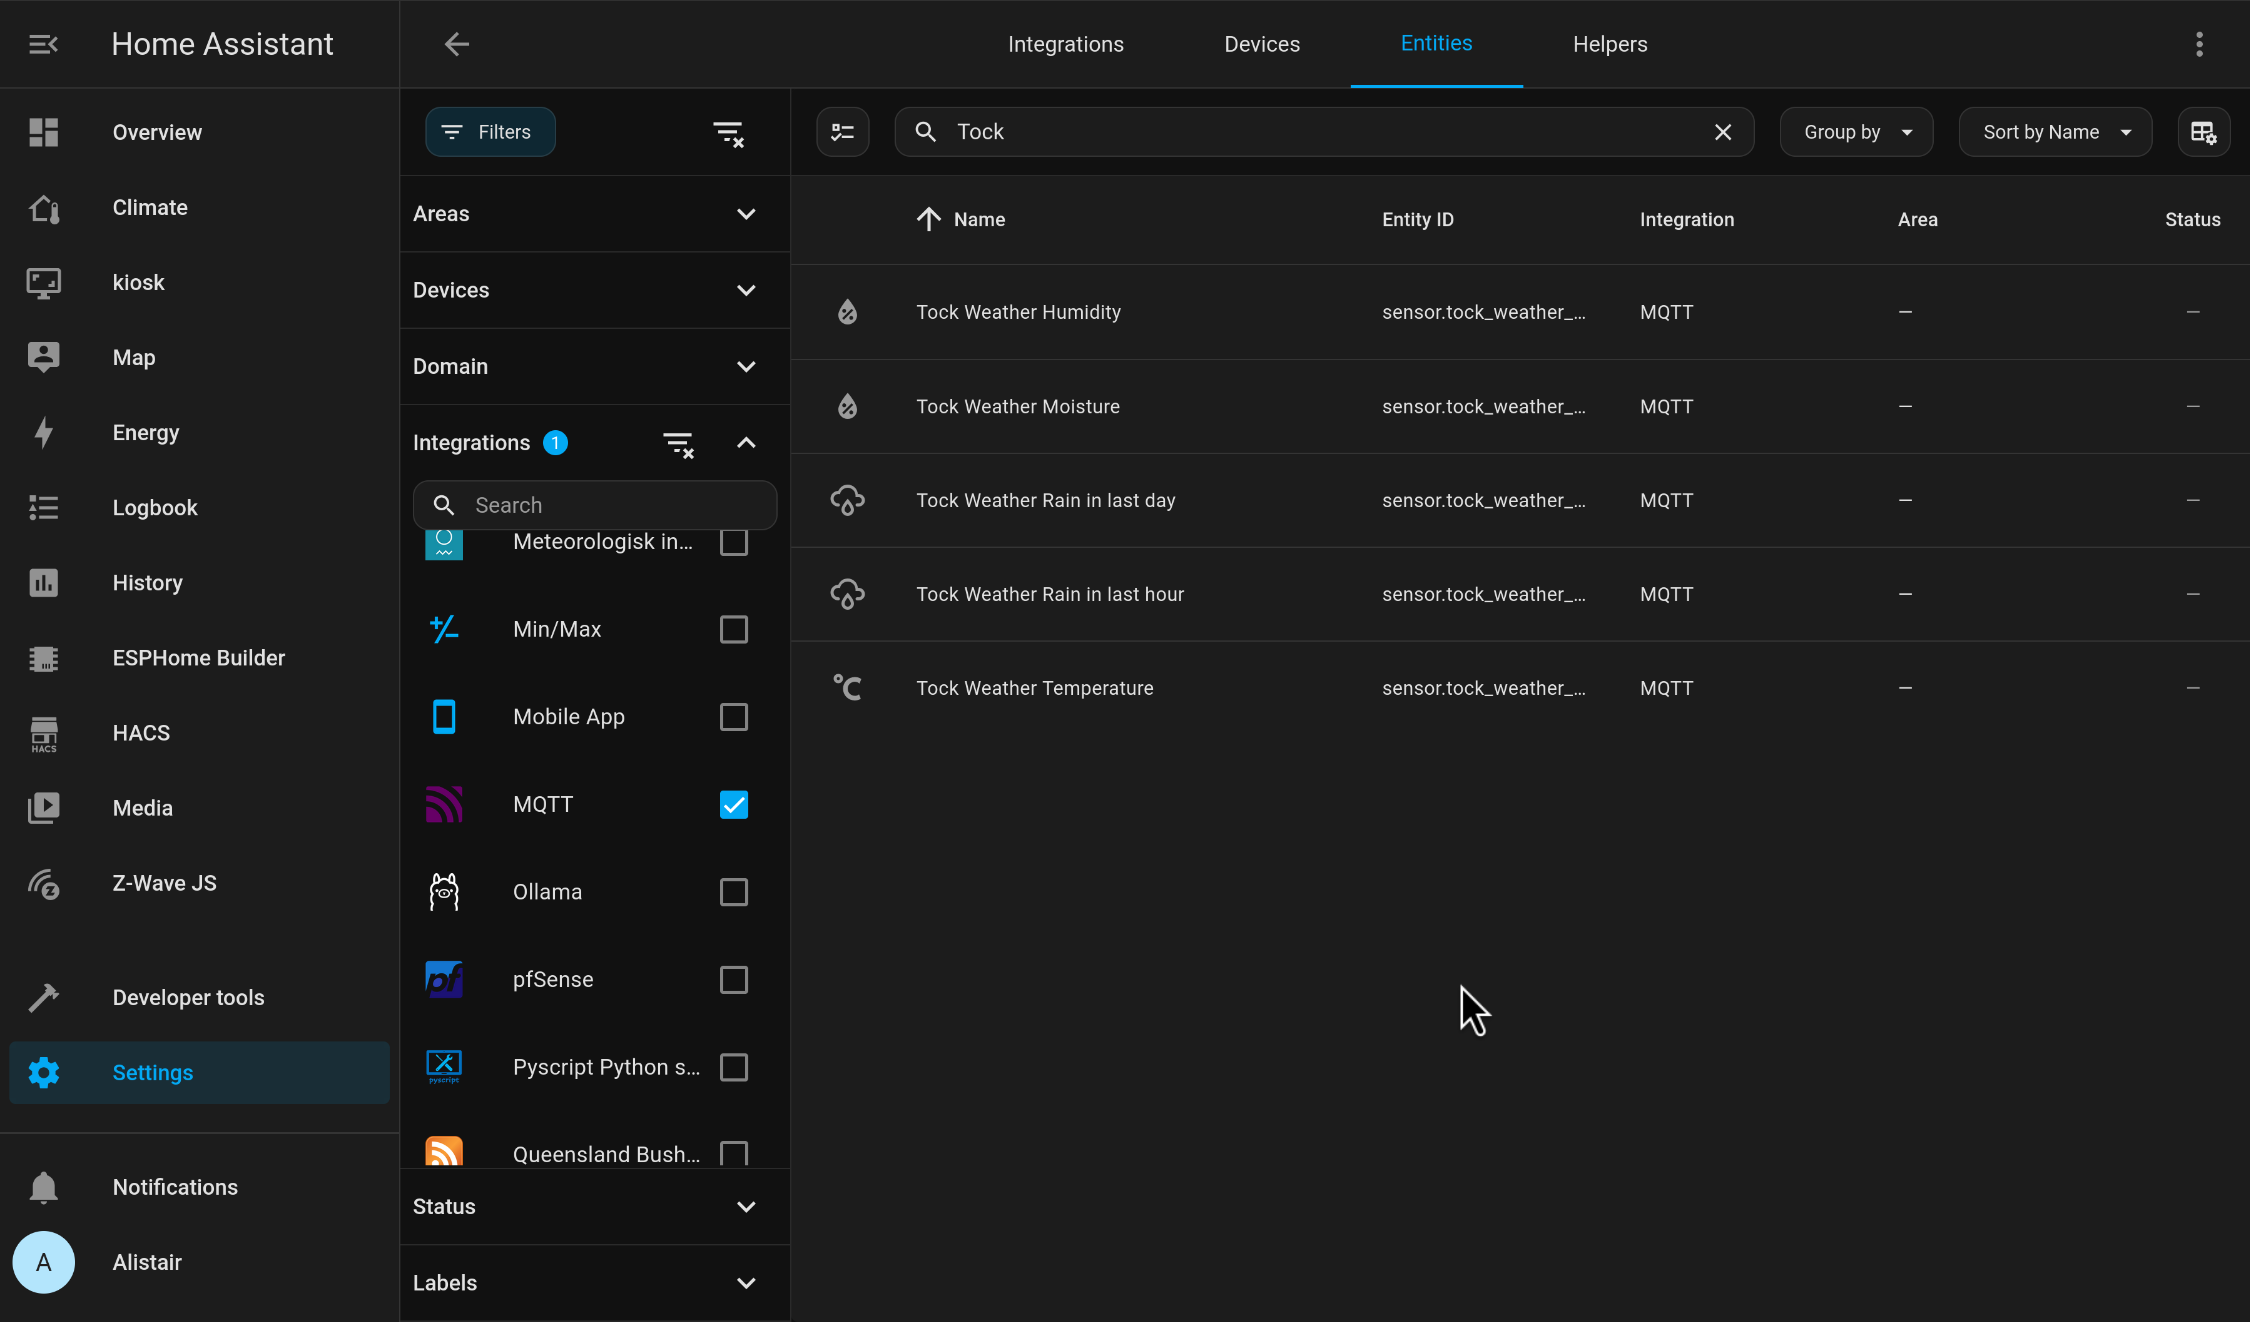 Home Assistant
Overview
Climate
kiosk
Map
Energy
Logbook
History
ESPHome Builder
HACS
HACS
Media
Z-Wave JS
Developer tools
Settings
Notifications
A
Alistair
Integrations
Devices
Entities
Helpers
Filters
Areas
Devices
Domain
Integrations 1
Search
Meteorologisk in...
Min/Max
Mobile App
MQTT
Ollama
pf
pfSense
pyscript
Pyscript Python s...
Queensland Bush...
Status
Labels
Tock
Group by
Sort by Name
Name Entity ID Integration Area Status
Tock Weather Humidity sensor.tock_weather_... MQTT — —
Tock Weather Moisture sensor.tock_weather_... MQTT — —
Tock Weather Rain in last day sensor.tock_weather_... MQTT — —
Tock Weather Rain in last hour sensor.tock_weather_... MQTT — —
°C Tock Weather Temperature sensor.tock_weather_... MQTT — —